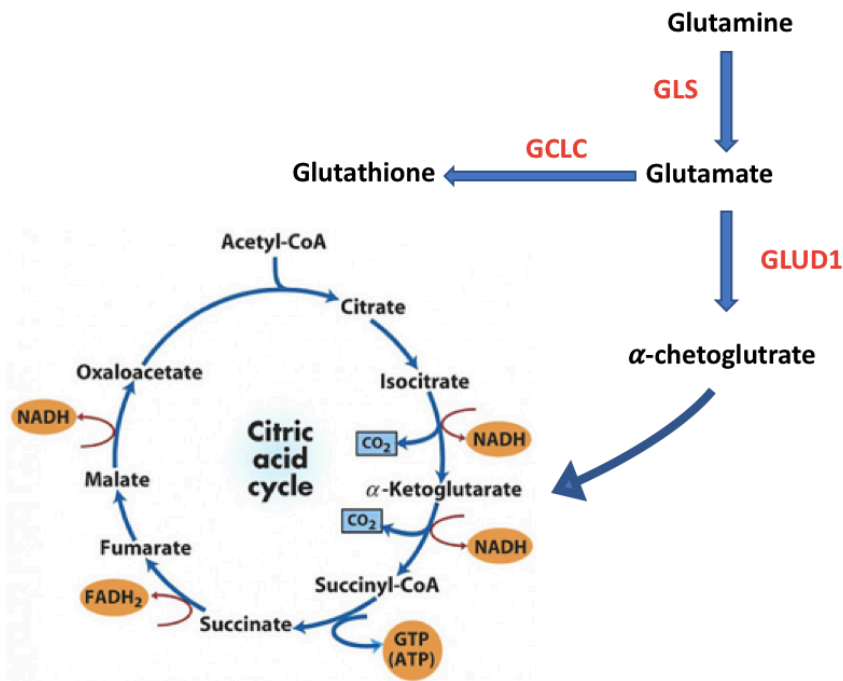 Glutamine
GLS
GCLC
Glutathione
Glutamate
GLUD1
α-chetoglutrate
Acetyl-CoA
Citrate
Isocitrate
CO₂
NADH
α-Ketoglutarate
CO₂
NADH
Succinyl-CoA
GTP
(ATP)
Succinate
FADH₂
Fumarate
Malate
NADH
Oxaloacetate
Citric
acid
cycle